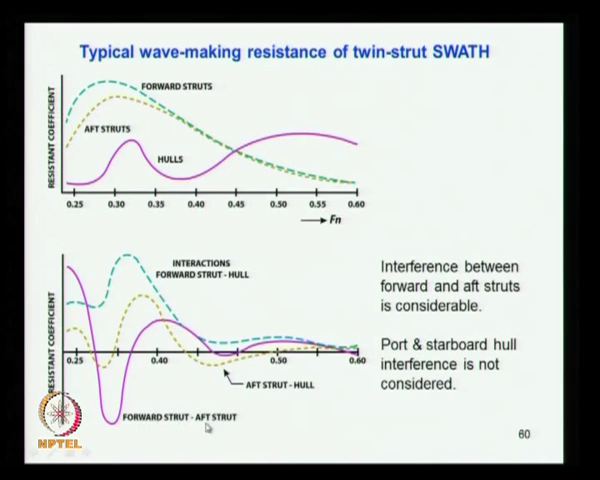 Typical wave-making resistance of twin-strut SWATH
RESISTANT COEFFICIENT
FORWARD STRUTS
AFT STRUTS
HULLS
0.25 0.30 0.35 0.40 0.45 0.50 0.55 0.60
Fn
RESISTANT COEFFICIENT
INTERACTIONS
FORWARD STRUT - HULL
0.25 0.40 0.50 0.60
AFT STRUT - HULL
FORWARD STRUT - AFT STRUT
Interference between
forward and aft struts
is considerable.
Port & starboard hull
interference is not
considered.
NPTEL
60